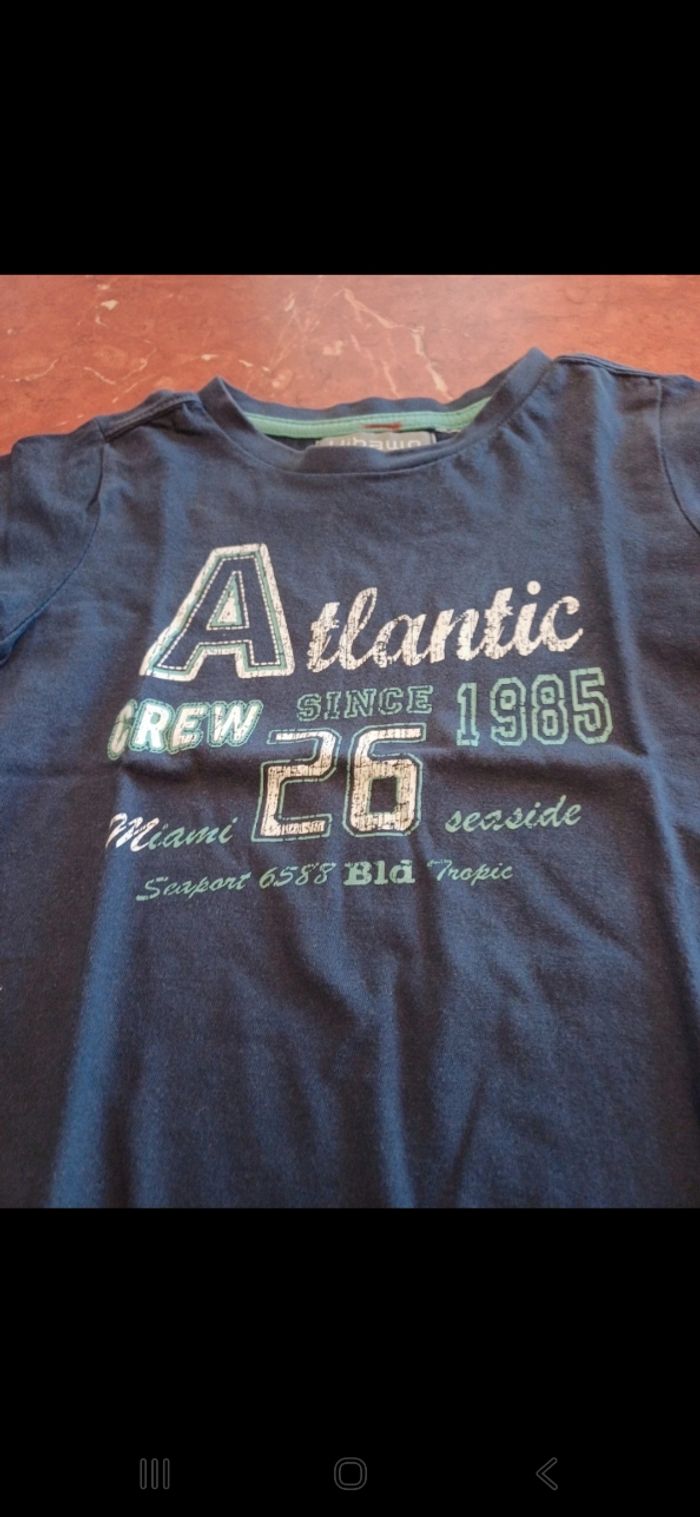 Atlantic
CREW SINCE 1985
26
Miami seaside
Seaport 6588 Bld Tropic